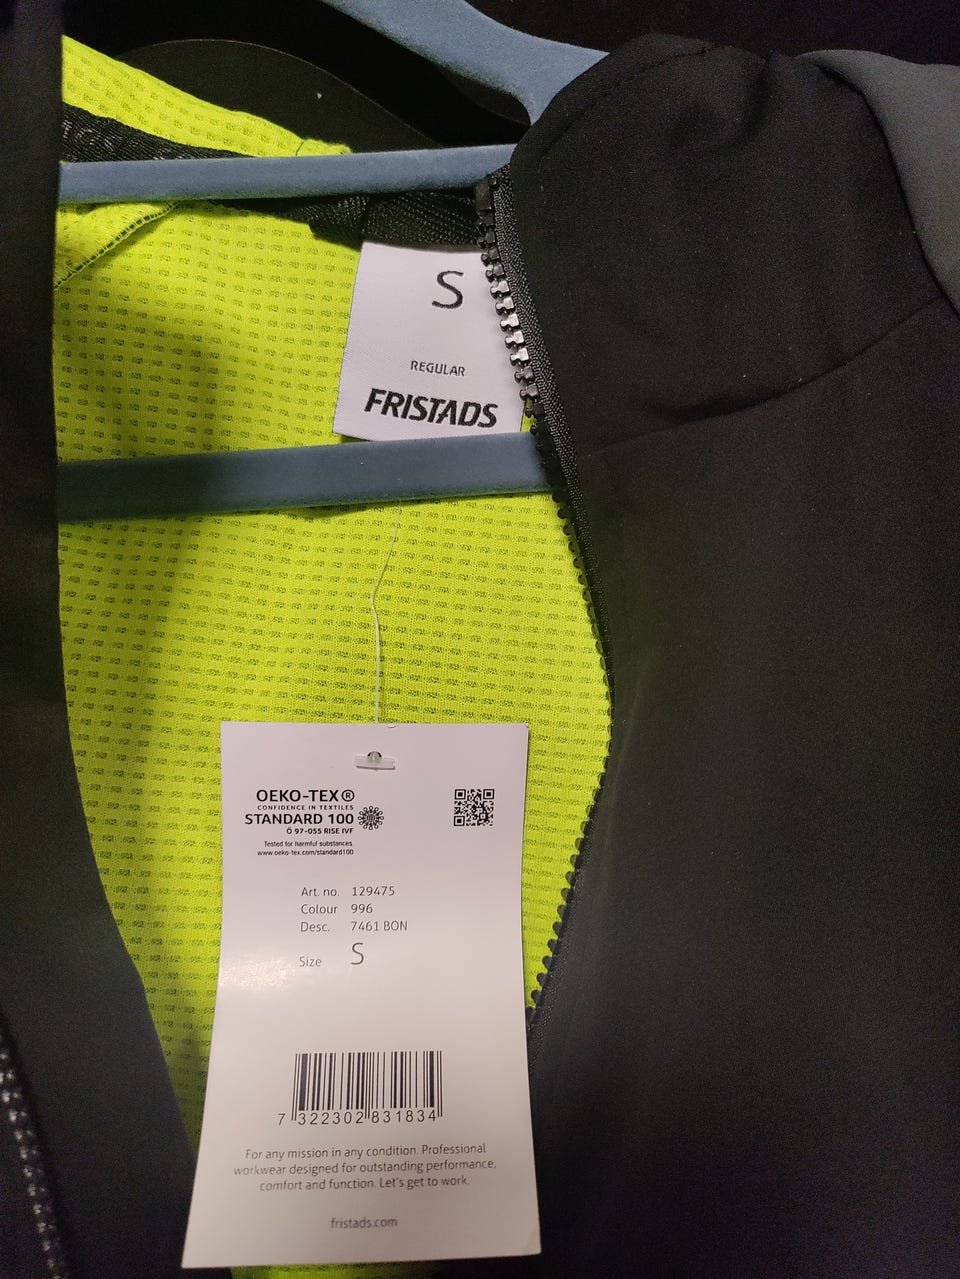 S
REGULAR
FRISTADS
OEKO-TEX®
CONFIDENCE IN TEXTILES
STANDARD 100
Ö 97-055 RISE IVF
Tested for harmful substances
www.oeko-tex.com/standard100
Art. no. 129475
Colour 996
Desc. 7461 BON
Size S
7 322302 831834
For any mission in any condition. Professional
workwear designed for outstanding performance,
comfort and function. Let's get to work.
fristads.com